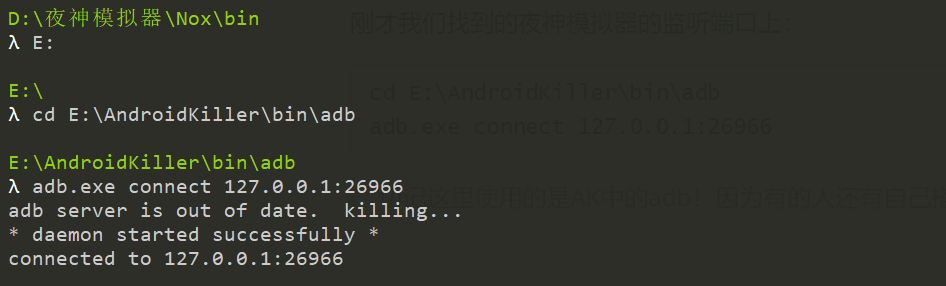 D:\夜神模拟器\Nox\bin
λ E:
刚才我们找到的夜神模拟器的监听端口上:
E:\
λ cd E:\AndroidKiller\bin\adb
cd E:\AndroidKiller\bin\adb
adb.exe connect 127.0.0.1:26966
E:\AndroidKiller\bin\adb
λ adb.exe connect 127.0.0.1:26966
这里使用的是AK中的adb! 因为有的人还有自己
adb server is out of date.  killing...
* daemon started successfully *
connected to 127.0.0.1:26966